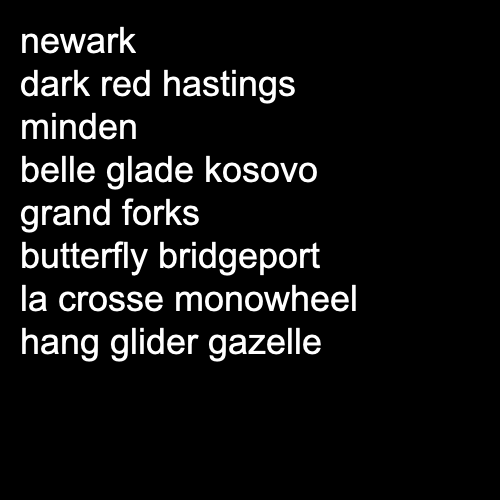 newark
dark red hastings
minden
belle glade kosovo
grand forks
butterfly bridgeport
la crosse monowheel
hang glider gazelle